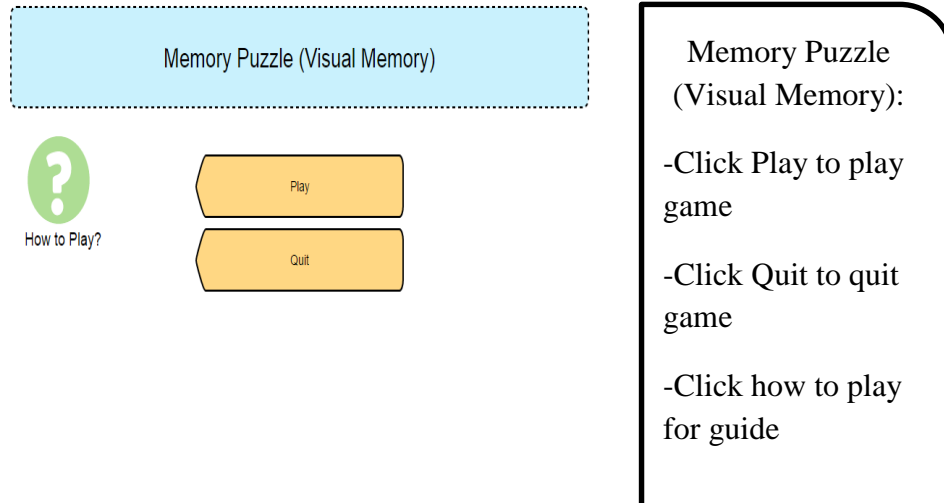 Memory Puzzle (Visual Memory)
?
How to Play?
Play
Quit
Memory Puzzle
(Visual Memory):
-Click Play to play
game
-Click Quit to quit
game
-Click how to play
for guide